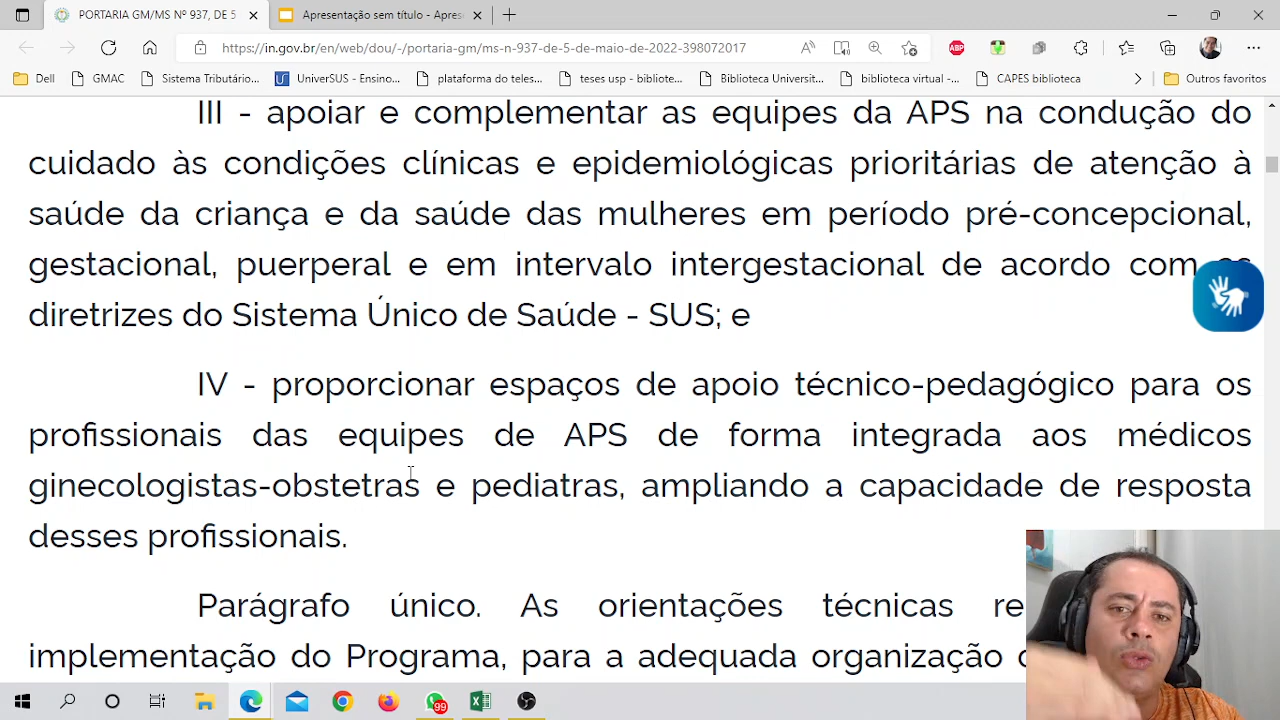 PORTARIA GM/MS Nº 937, DE 5
Apresentação sem título - Apres
https://in.gov.br/en/web/dou/-/portaria-gm/ms-n-937-de-5-de-maio-de-2022-398072017
ABP
Dell
GMAC
Sistema Tributário...
UniverSUS - Ensino...
plataforma do teles...
teses usp - bibliote...
Biblioteca Universit...
biblioteca virtual -...
CAPES biblioteca
Outros favoritos
III - apoiar e complementar as equipes da APS na condução do
cuidado às condições clínicas e epidemiológicas prioritárias de atenção à
saúde da criança e da saúde das mulheres em período pré-concepcional,
gestacional, puerperal e em intervalo intergestacional de acordo com
diretrizes do Sistema Único de Saúde - SUS; e
IV - proporcionar espaços de apoio técnico-pedagógico para os
profissionais das equipes de APS de forma integrada aos médicos
ginecologistas-obstetras e pediatras, ampliando a capacidade de resposta
desses profissionais.
Parágrafo único. As orientações técnicas re
implementação do Programa, para a adequada organização
99